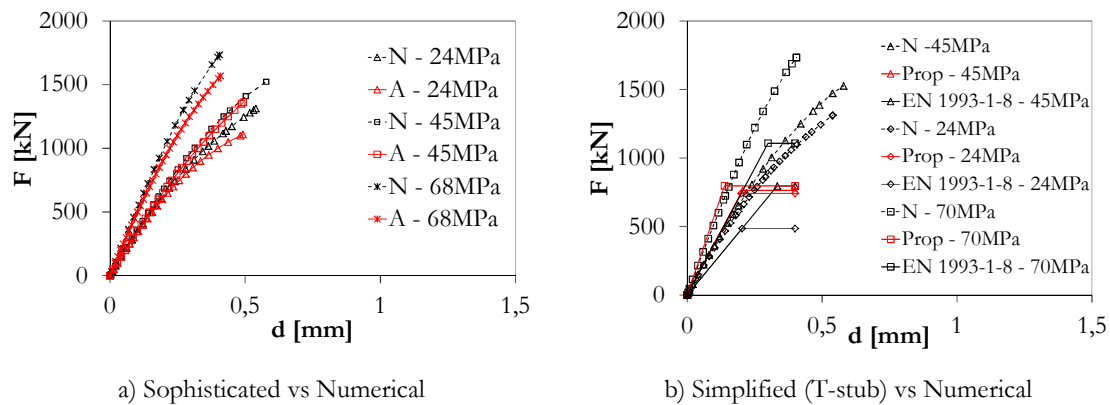 2000
1500
1000
500
0
F [kN]
0
0,5
1
1,5
d [mm]
N - 24MPa
A - 24MPa
N - 45MPa
A - 45MPa
N - 68MPa
A - 68MPa
a) Sophisticated vs Numerical
2000
1500
1000
500
0
F [kN]
0
0,5
1
1,5
d [mm]
N -45MPa
Prop - 45MPa
EN 1993-1-8 - 45MPa
N - 24MPa
Prop - 24MPa
EN 1993-1-8 - 24MPa
N - 70MPa
Prop - 70MPa
EN 1993-1-8 - 70MPa
b) Simplified (T-stub) vs Numerical